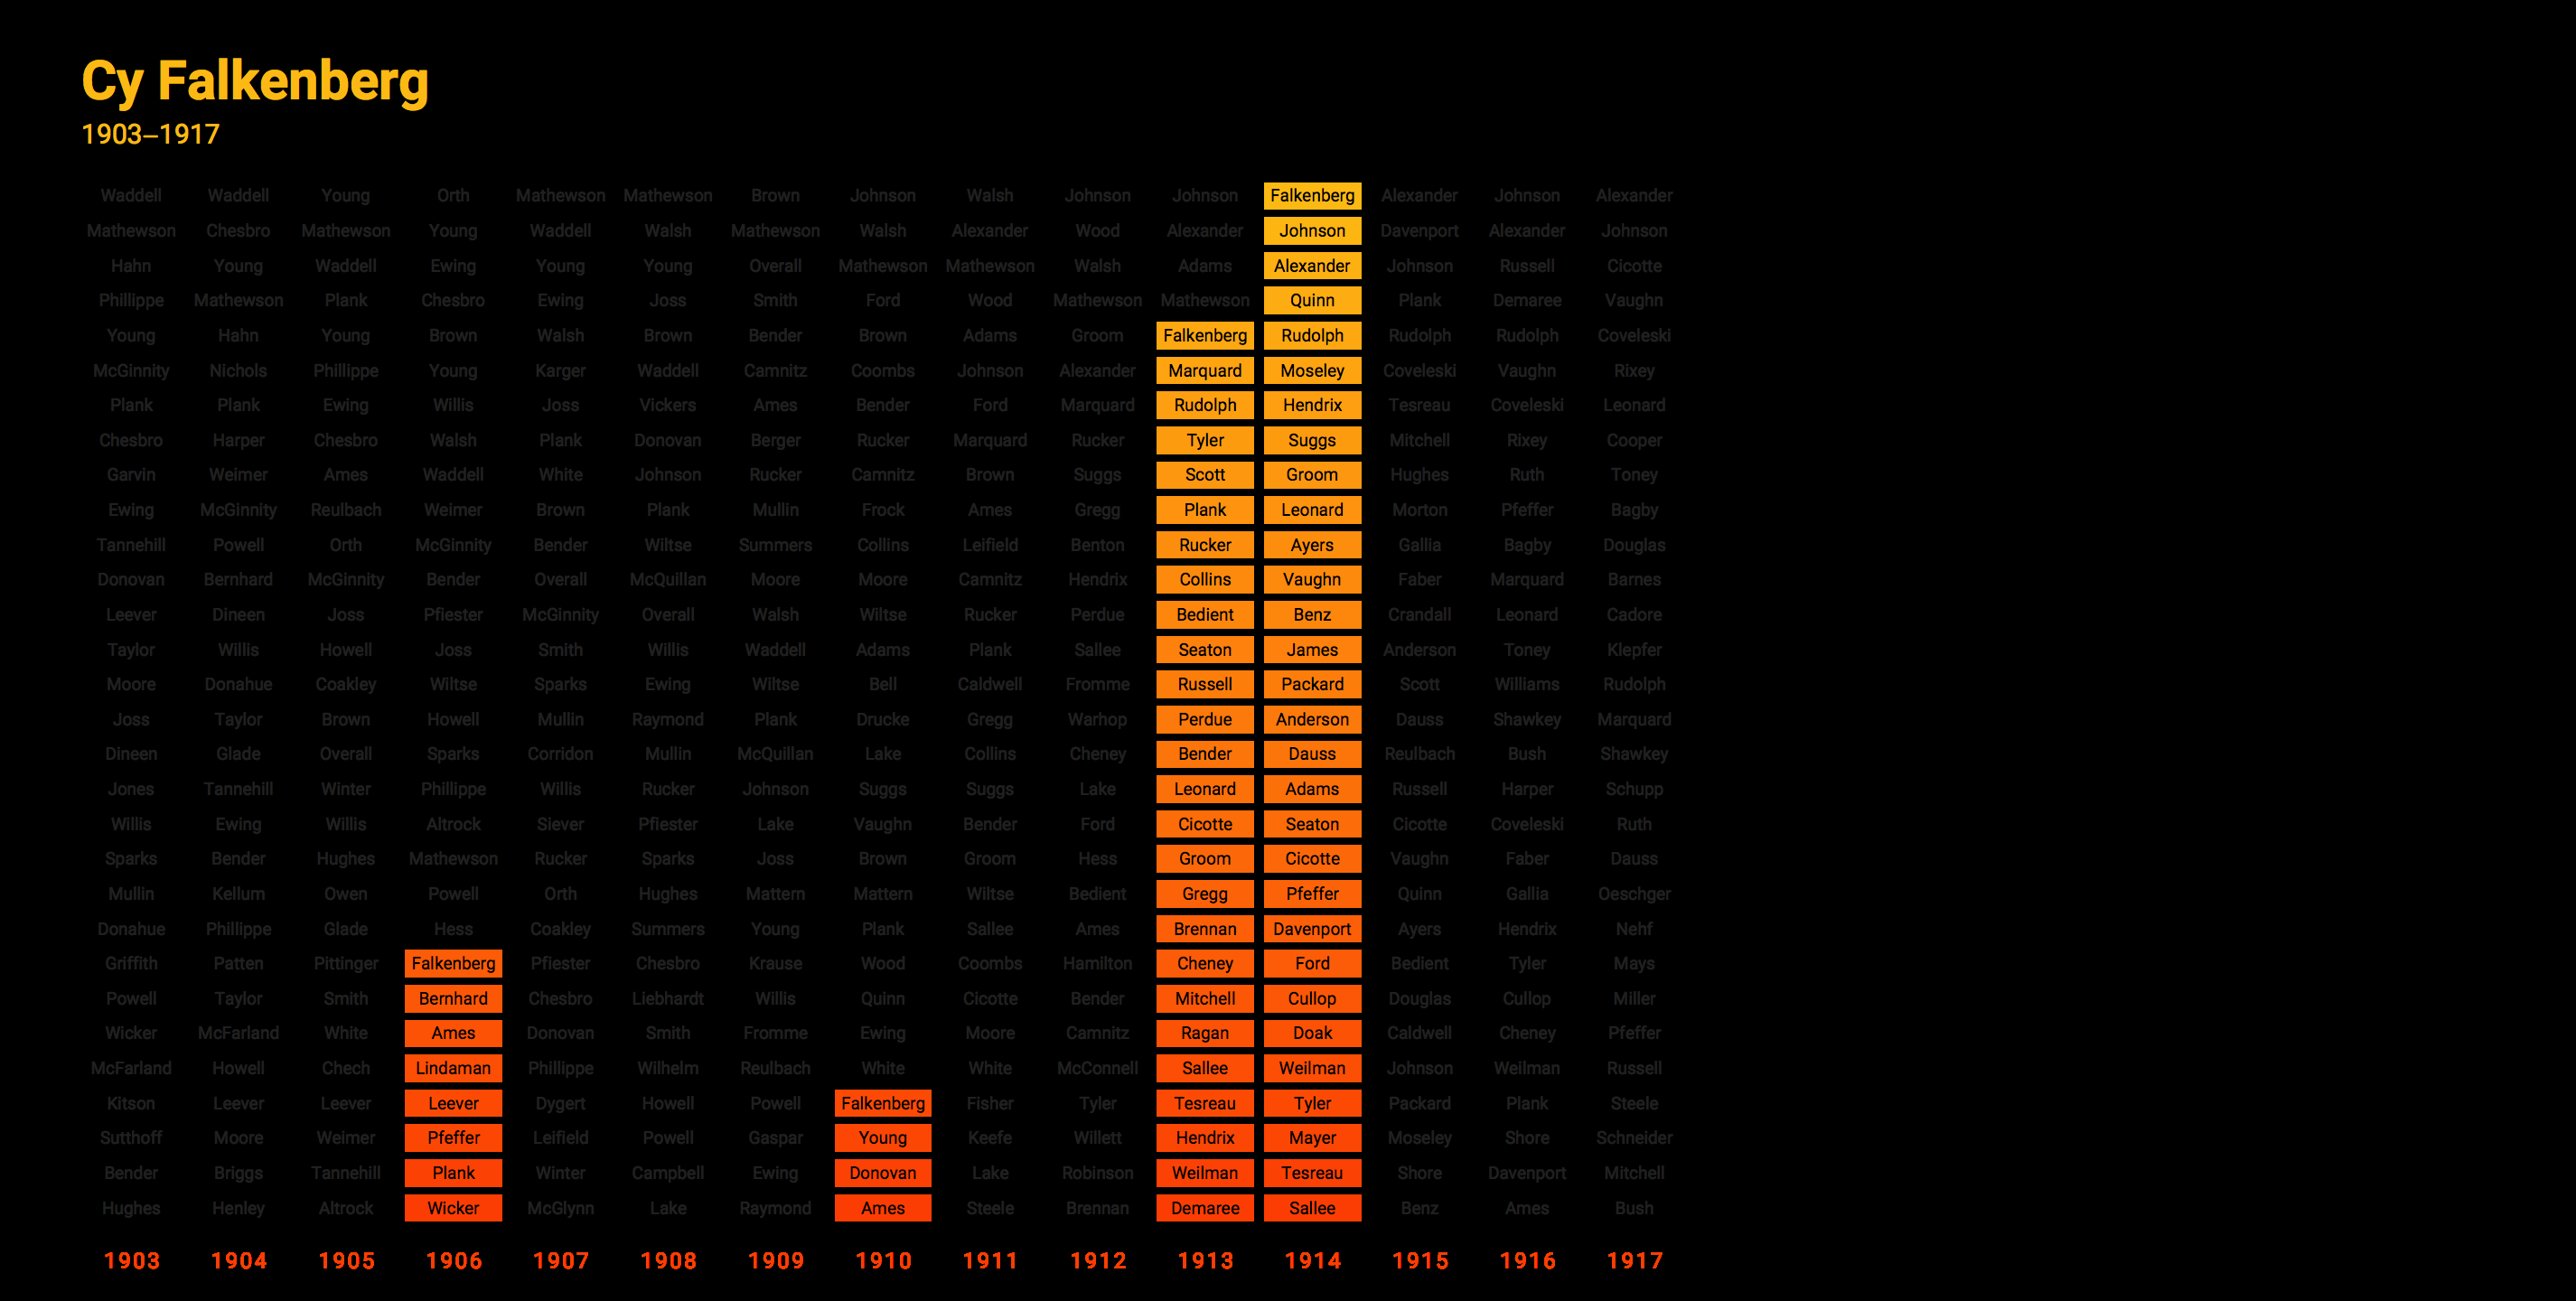 Cy Falkenberg
1903–1917
Waddell Waddell Young Orth Mathewson Mathewson Brown Johnson Walsh Johnson Johnson Falkenberg Alexander Johnson Alexander
Mathewson Chesbro Mathewson Young Waddell Walsh Mathewson Walsh Alexander Wood Alexander Johnson Davenport Alexander Johnson
Hahn Young Waddell Ewing Young Young Overall Mathewson Mathewson Walsh Adams Alexander Johnson Russell Cicotte
Phillippe Mathewson Plank Chesbro Ewing Joss Smith Ford Wood Mathewson Mathewson Quinn Plank Demaree Vaughn
Young Hahn Young Brown Walsh Brown Bender Brown Adams Groom Falkenberg Rudolph Rudolph Rudolph Coveleski
McGinnity Nichols Phillippe Young Karger Waddell Camnitz Coombs Johnson Alexander Marquard Moseley Coveleski Vaughn Rixey
Plank Plank Ewing Willis Joss Vickers Ames Bender Ford Marquard Rudolph Hendrix Tesreau Coveleski Leonard
Chesbro Harper Chesbro Walsh Plank Donovan Berger Rucker Marquard Rucker Tyler Suggs Mitchell Rixey Cooper
Garvin Weimer Ames Waddell White Johnson Rucker Camnitz Brown Suggs Scott Groom Hughes Ruth Toney
Ewing McGinnity Reulbach Weimer Brown Plank Mullin Frock Ames Gregg Plank Leonard Morton Pfeffer Bagby
Tannehill Powell Orth McGinnity Bender Wiltse Summers Collins Leifield Benton Rucker Ayers Gallia Bagby Douglas
Donovan Bernhard McGinnity Bender Overall McQuillan Moore Moore Camnitz Hendrix Collins Vaughn Faber Marquard Barnes
Leever Dineen Joss Pfiester McGinnity Overall Walsh Wiltse Rucker Perdue Bedient Benz Crandall Leonard Cadore
Taylor Willis Howell Joss Smith Willis Waddell Adams Plank Sallee Seaton James Anderson Toney Klepfer
Moore Donahue Coakley Wiltse Sparks Ewing Wiltse Bell Caldwell Fromme Russell Packard Scott Williams Rudolph
Joss Taylor Brown Howell Mullin Raymond Plank Drucke Gregg Warhop Perdue Anderson Dauss Shawkey Marquard
Dineen Glade Overall Sparks Corridon Mullin McQuillan Lake Collins Cheney Bender Dauss Reulbach Bush Shawkey
Jones Tannehill Winter Phillippe Willis Rucker Johnson Suggs Suggs Lake Leonard Adams Russell Harper Schupp
Willis Ewing Willis Altrock Siever Pfiester Lake Vaughn Bender Ford Cicotte Seaton Cicotte Coveleski Ruth
Sparks Bender Hughes Mathewson Rucker Sparks Joss Brown Groom Hess Groom Cicotte Vaughn Faber Dauss
Mullin Kellum Owen Powell Orth Hughes Mattern Mattern Wiltse Bedient Gregg Pfeffer Quinn Gallia Oeschger
Donahue Phillippe Glade Hess Coakley Summers Young Plank Sallee Ames Brennan Davenport Ayers Hendrix Nehf
Griffith Patten Pittinger Falkenberg Pfiester Chesbro Krause Wood Coombs Hamilton Cheney Ford Bedient Tyler Mays
Powell Taylor Smith Bernhard Chesbro Liebhardt Willis Quinn Cicotte Bender Mitchell Cullop Douglas Cullop Miller
Wicker McFarland White Ames Donovan Smith Fromme Ewing Moore Camnitz Ragan Doak Caldwell Cheney Pfeffer
McFarland Howell Chech Lindaman Phillippe Wilhelm Reulbach White White McConnell Sallee Weilman Johnson Weilman Russell
Kitson Leever Leever Leever Dygert Howell Powell Falkenberg Fisher Tyler Tesreau Tyler Packard Plank Steele
Sutthoff Moore Weimer Pfeffer Leifield Powell Gaspar Young Keefe Willett Hendrix Mayer Moseley Shore Schneider
Bender Briggs Tannehill Plank Winter Campbell Ewing Donovan Lake Robinson Weilman Tesreau Shore Davenport Mitchell
Hughes Henley Altrock Wicker McGlynn Lake Raymond Ames Steele Brennan Demaree Sallee Benz Ames Bush
1903 1904 1905 1906 1907 1908 1909 1910 1911 1912 1913 1914 1915 1916 1917